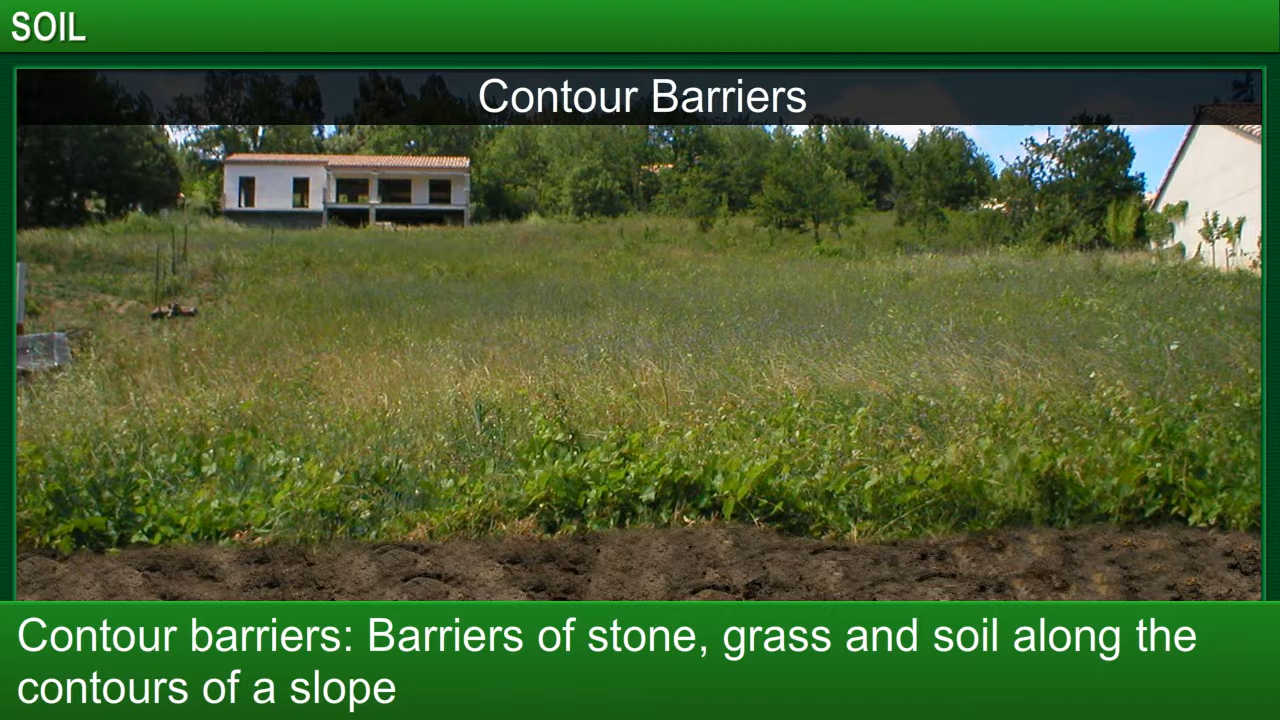 SOIL
Contour Barriers
Contour barriers: Barriers of stone, grass and soil along the
contours of a slope